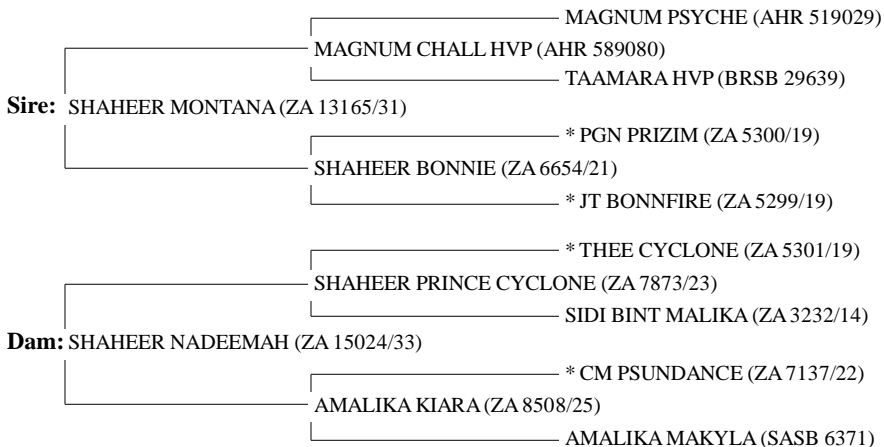 MAGNUM PSYCHE (AHR 519029)
MAGNUM CHALL HVP (AHR 589080)
TAAMARA HVP (BRSB 29639)
Sire: SHAHEER MONTANA (ZA 13165/31)
* PGN PRIZIM (ZA 5300/19)
SHAHEER BONNIE (ZA 6654/21)
* JT BONNFIRE (ZA 5299/19)
* THEE CYCLONE (ZA 5301/19)
SHAHEER PRINCE CYCLONE (ZA 7873/23)
SIDI BINT MALIKA (ZA 3232/14)
Dam: SHAHEER NADEEMAH (ZA 15024/33)
* CM PSUNDANCE (ZA 7137/22)
AMALIKA KIARA (ZA 8508/25)
AMALIKA MAKYLA (SASB 6371)